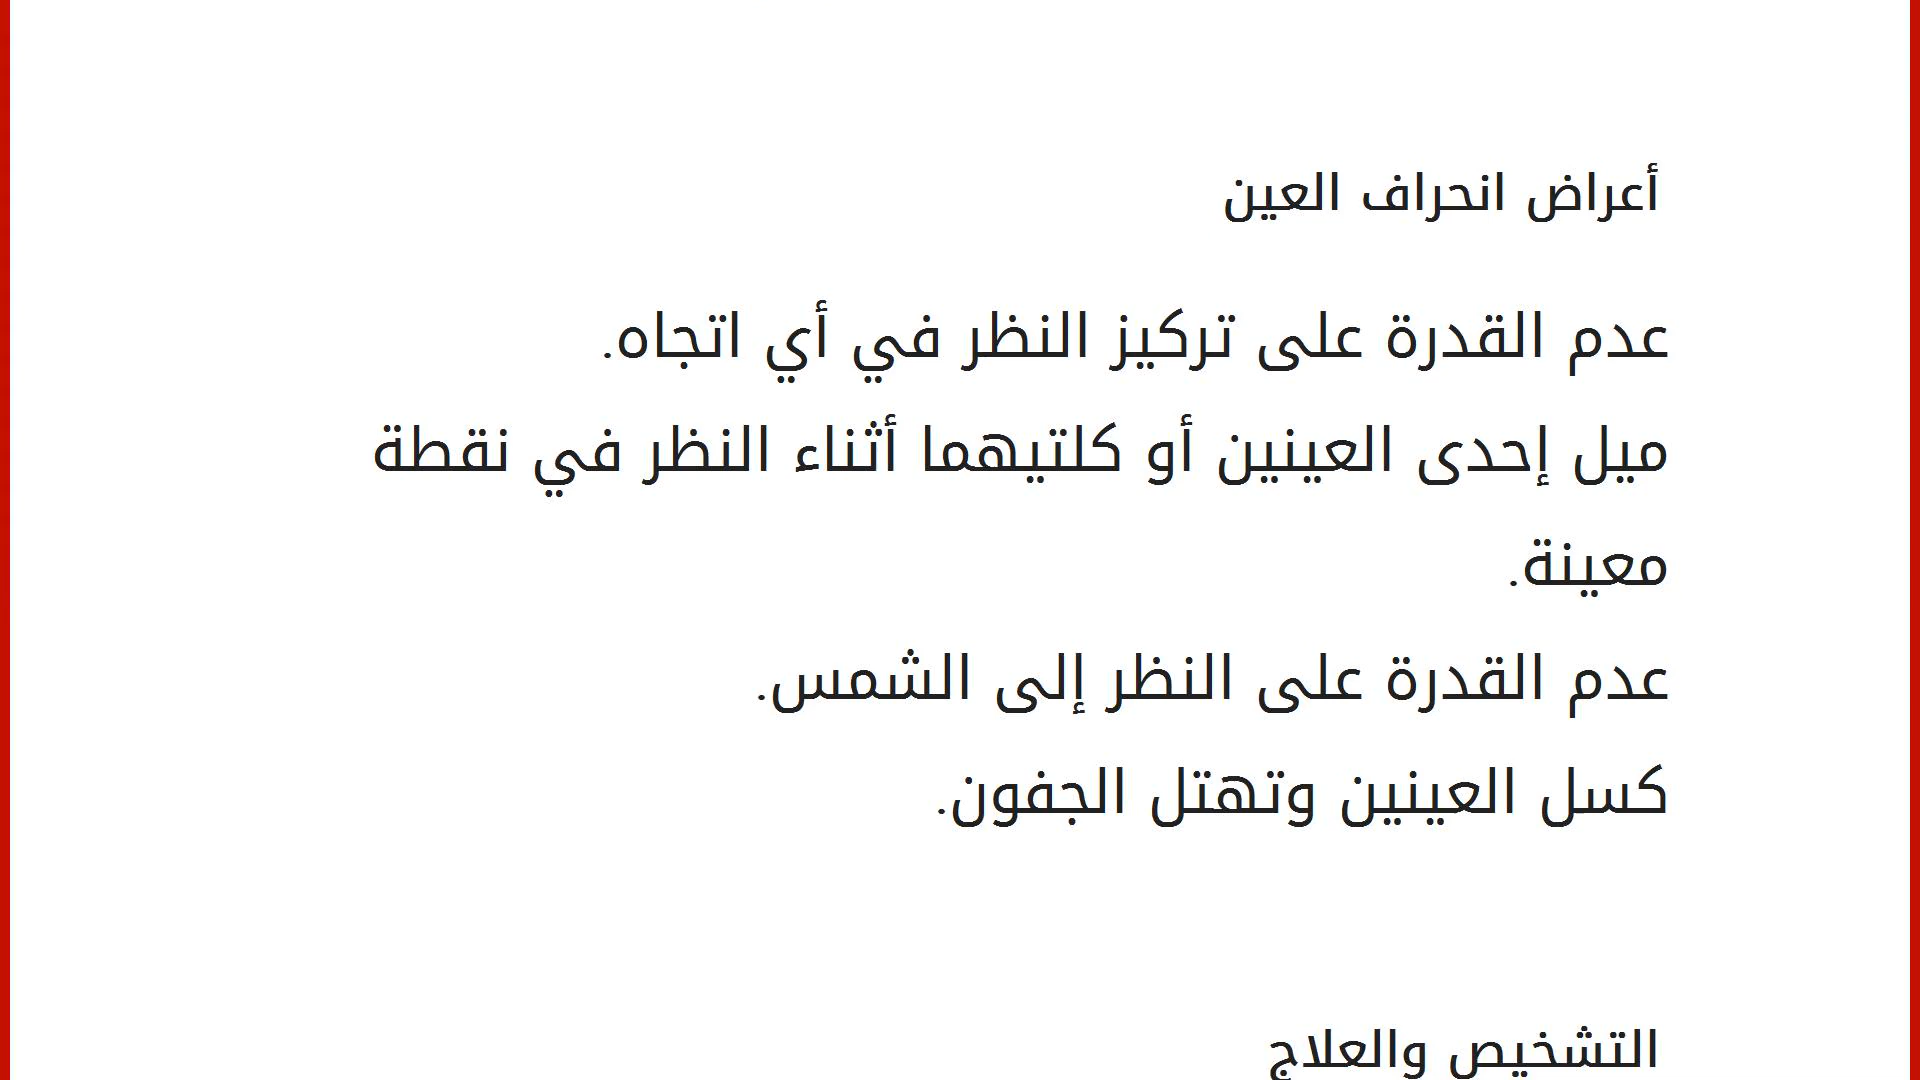 أعراض انحراف العين
عدم القدرة على تركيز النظر في أي اتجاه.
ميل إحدى العينين أو كلتيهما أثناء النظر في نقطة
معينة.
عدم القدرة على النظر إلى الشمس.
كسل العينين وتهتل الجفون.
التشخيص والعلاج